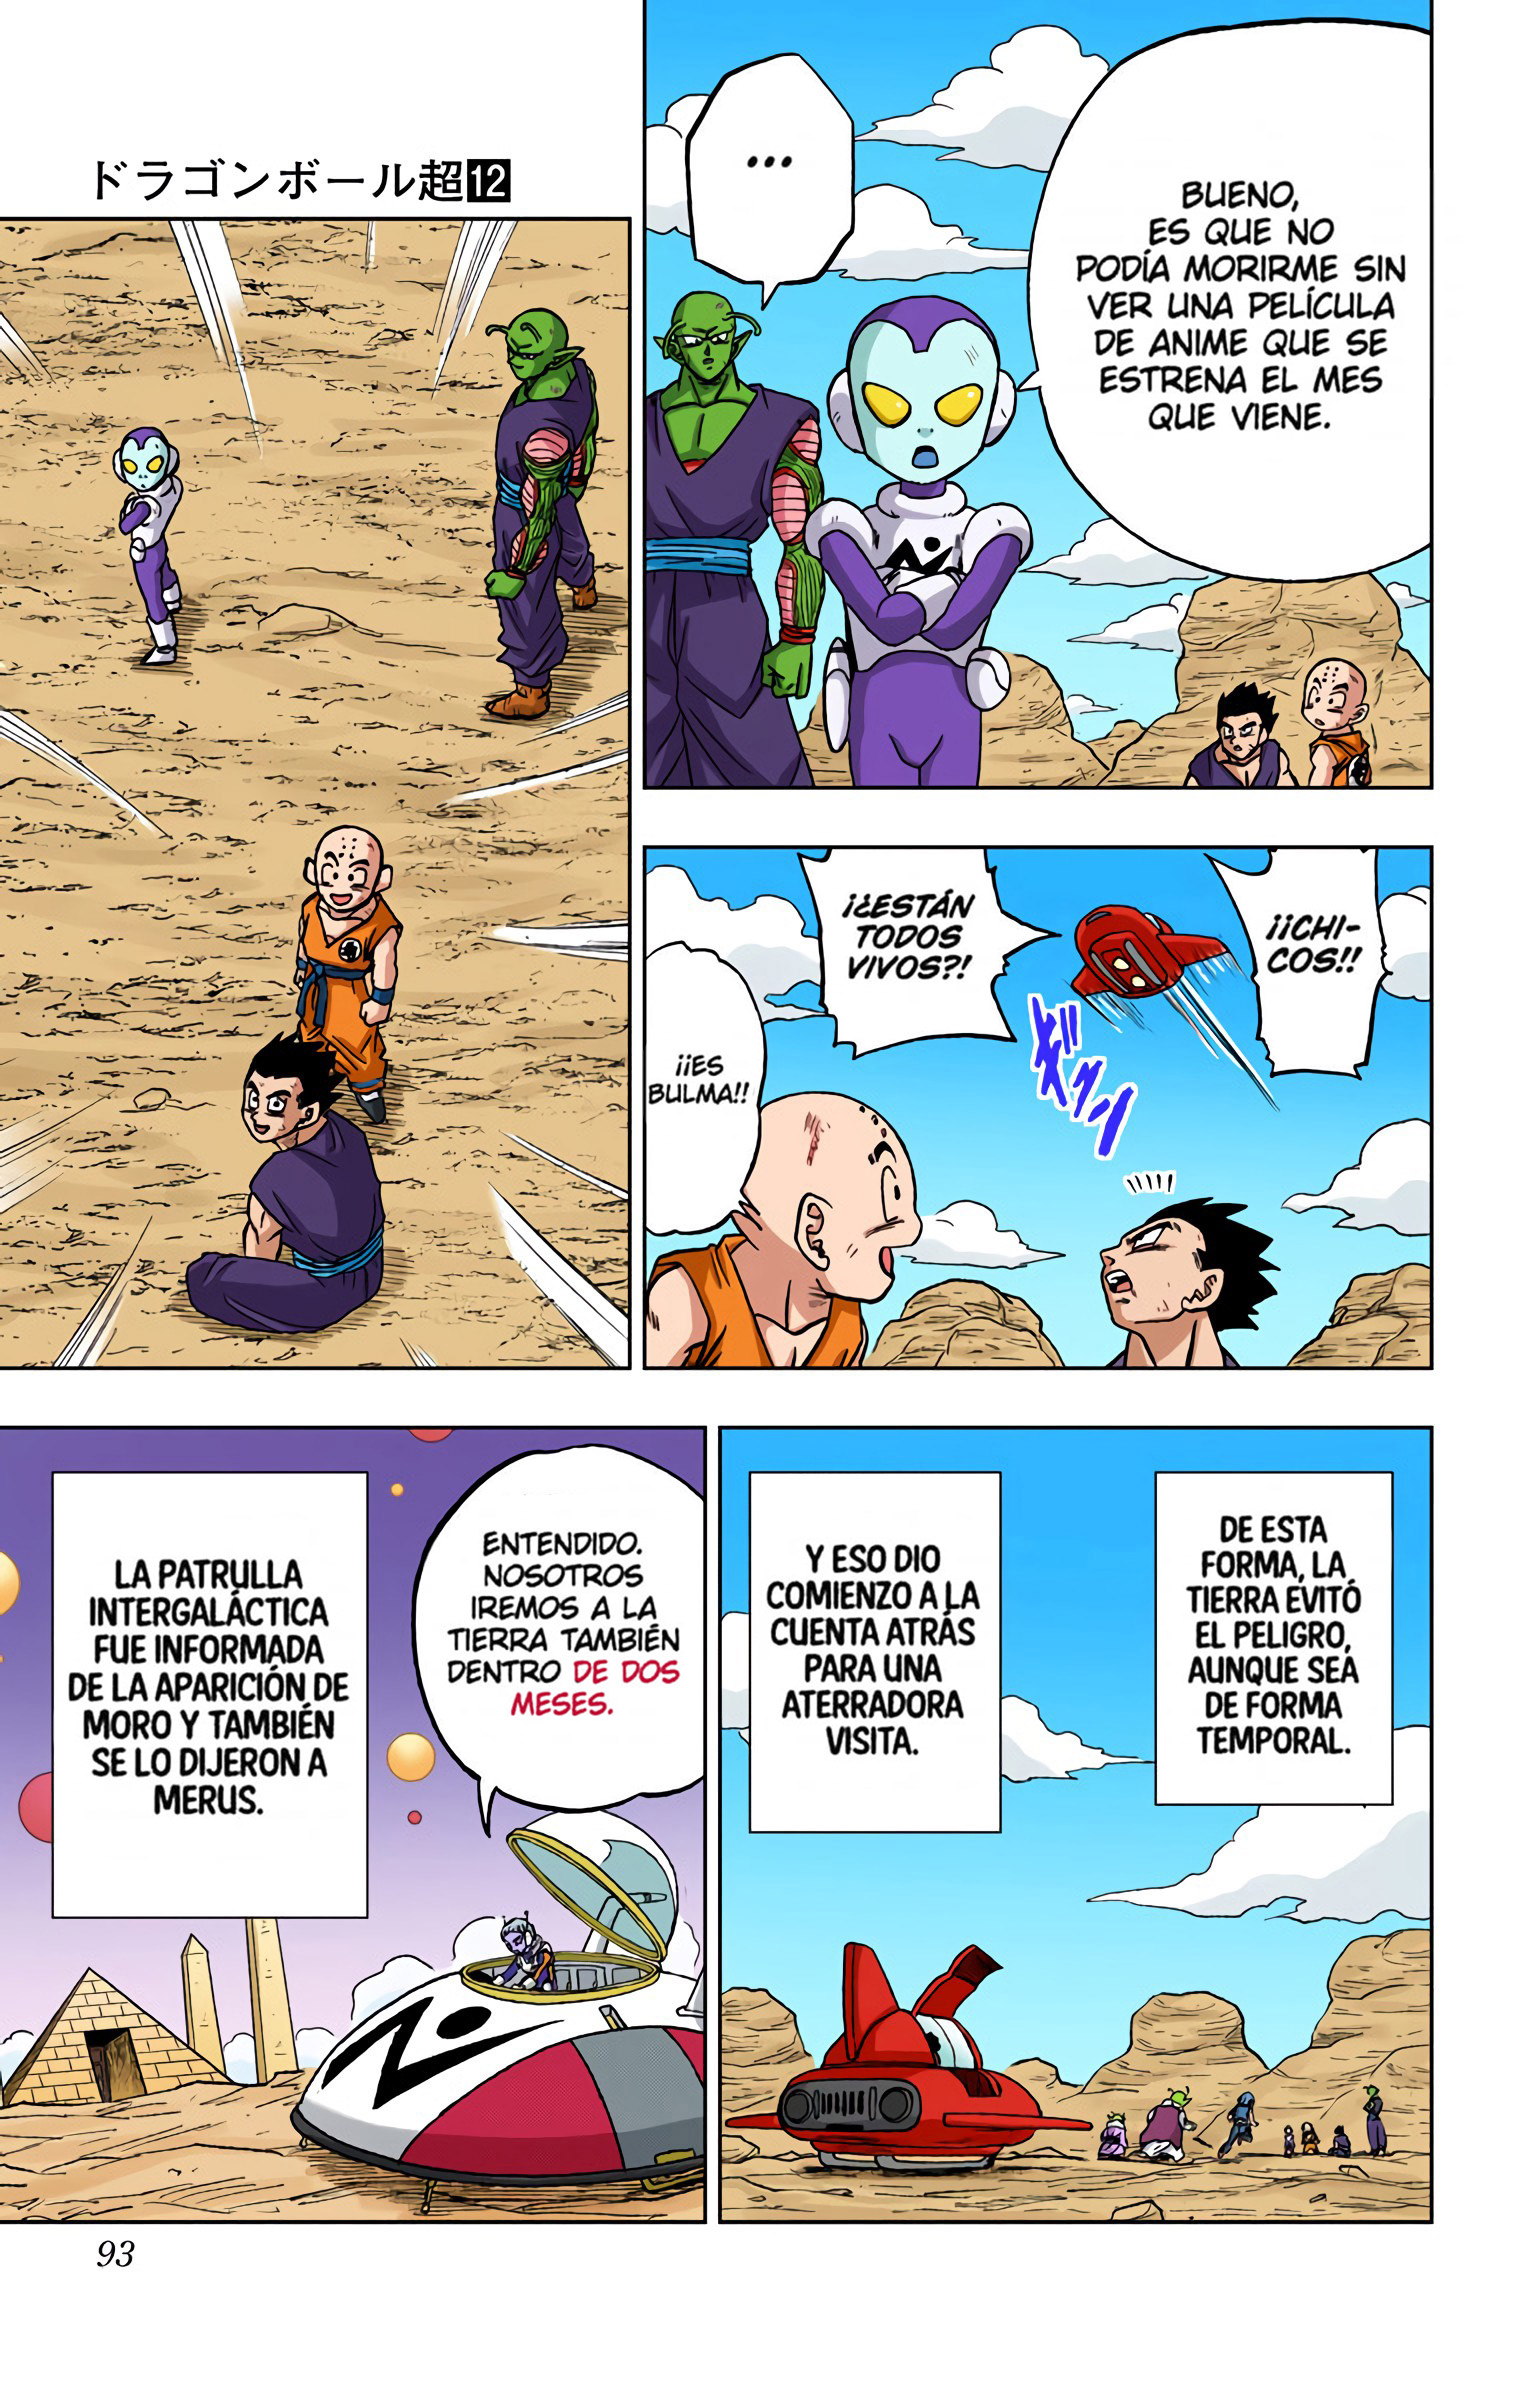 ドラゴンボール超12
BUENO,
ES QUE NO
PODÍA MORIRME SIN
VER UNA PELÍCULA
DE ANIME QUE SE
ESTRENA EL MES
QUE VIENE.
...
¡¡CHI-
COS!!
¡¿ESTÁN
TODOS
VIVOS?!
¡¡ES
BULMA!!
ギュン
DE ESTA
FORMA, LA
TIERRA EVITÓ
EL PELIGRO,
AUNQUE SEA
DE FORMA
TEMPORAL.
Y ESO DIO
COMIENZO A LA
CUENTA ATRÁS
PARA UNA
ATERRADORA
VISITA.
ENTENDIDO.
NOSOTROS
IREMOS A LA
TIERRA TAMBIÉN
DENTRO DE DOS
MESES.
LA PATRULLA
INTERGALÁCTICA
FUE INFORMADA
DE LA APARICIÓN DE
MORO Y TAMBIÉN
SE LO DIJERON A
MERUS.
93